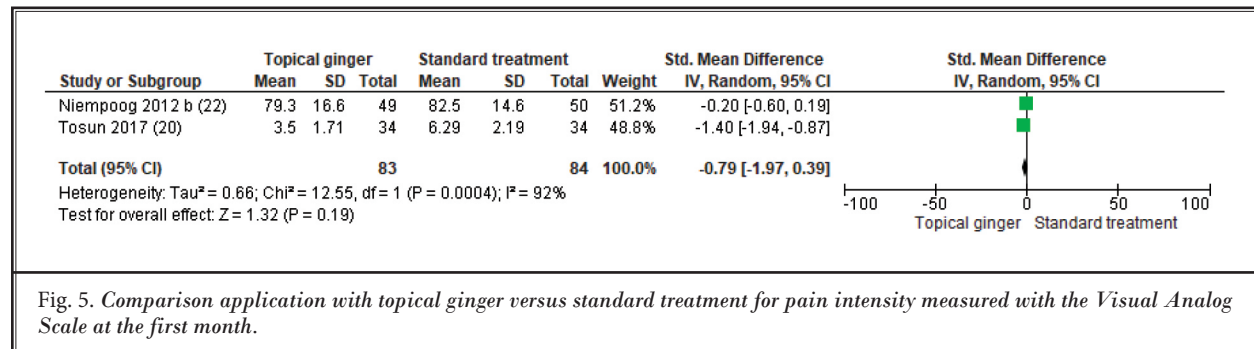 Topical ginger Standard treatment Std. Mean Difference Std. Mean Difference
Study or Subgroup Mean SD Total Mean SD Total Weight IV, Random, 95% CI IV, Random, 95% CI
Niempoog 2012 b (22) 79.3 16.6 49 82.5 14.6 50 51.2% -0.20 [-0.60, 0.19]
Tosun 2017 (20) 3.5 1.71 34 6.29 2.19 34 48.8% -1.40 [-1.94, -0.87]
Total (95% CI) 83 84 100.0% -0.79 [-1.97, 0.39]
Heterogeneity: Tau² = 0.66; Chi² = 12.55, df = 1 (P = 0.0004); I² = 92%
Test for overall effect: Z = 1.32 (P = 0.19)
-100 -50 0 50 100
Topical ginger Standard treatment
Fig. 5. Comparison application with topical ginger versus standard treatment for pain intensity measured with the Visual Analog
Scale at the first month.